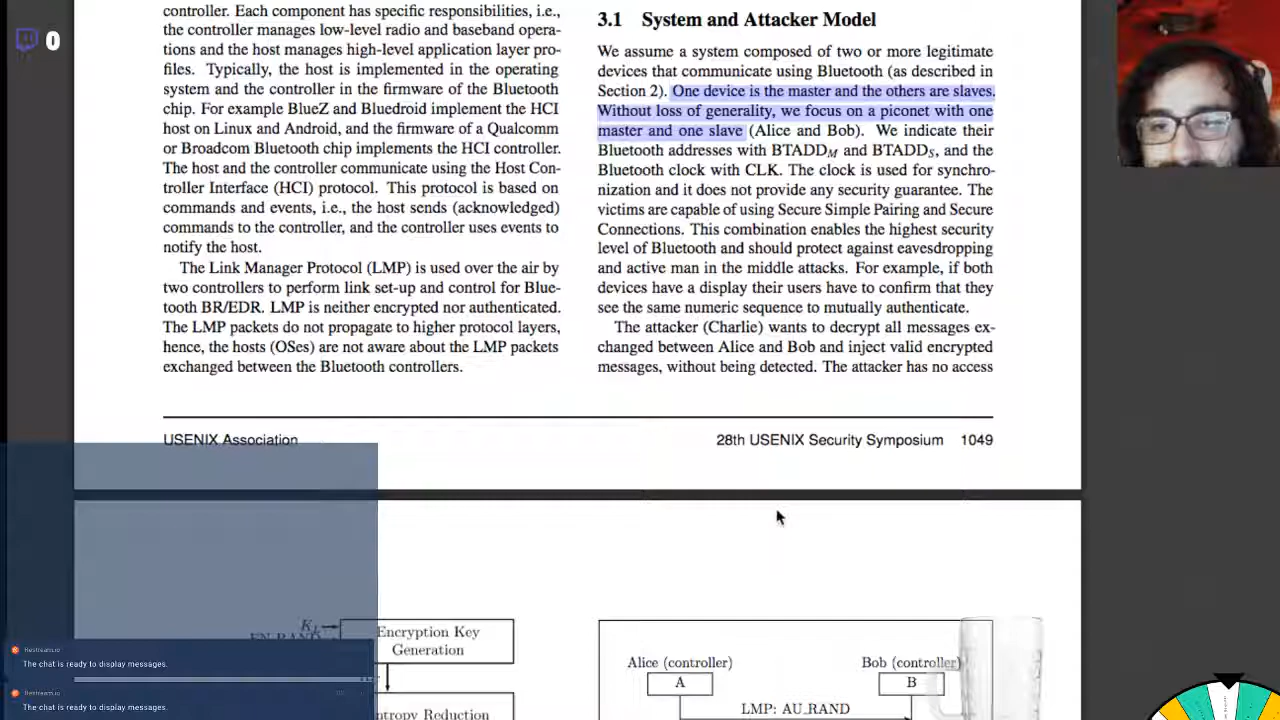 0
controller. Each component has specific responsibilities, i.e.,
the controller manages low-level radio and baseband opera-
tions and the host manages high-level application layer pro-
files. Typically, the host is implemented in the operating
system and the controller in the firmware of the Bluetooth
chip. For example BlueZ and Bluedroid implement the HCI
host on Linux and Android, and the firmware of a Qualcomm
or Broadcom Bluetooth chip implements the HCI controller.
The host and the controller communicate using the Host Con-
troller Interface (HCI) protocol. This protocol is based on
commands and events, i.e., the host sends (acknowledged)
commands to the controller, and the controller uses events to
notify the host.
The Link Manager Protocol (LMP) is used over the air by
two controllers to perform link set-up and control for Blue-
tooth BR/EDR. LMP is neither encrypted nor authenticated.
The LMP packets do not propagate to higher protocol layers,
hence, the hosts (OSes) are not aware about the LMP packets
exchanged between the Bluetooth controllers.
3.1 System and Attacker Model
We assume a system composed of two or more legitimate
devices that communicate using Bluetooth (as described in
Section 2). One device is the master and the others are slaves.
Without loss of generality, we focus on a piconet with one
master and one slave (Alice and Bob). We indicate their
Bluetooth addresses with BTADDM and BTADDS, and the
Bluetooth clock with CLK. The clock is used for synchro-
nization and it does not provide any security guarantee. The
victims are capable of using Secure Simple Pairing and Secure
Connections. This combination enables the highest security
level of Bluetooth and should protect against eavesdropping
and active man in the middle attacks. For example, if both
devices have a display their users have to confirm that they
see the same numeric sequence to mutually authenticate.
The attacker (Charlie) wants to decrypt all messages ex-
changed between Alice and Bob and inject valid encrypted
messages, without being detected. The attacker has no access
USENIX Association
28th USENIX Security Symposium 1049
Encryption Key
Generation
Alice (controller)
Bob (controller)
A
B
LMP: AU_RAND
Restream.io
The chat is ready to display messages.
Restream.io
The chat is ready to display messages.